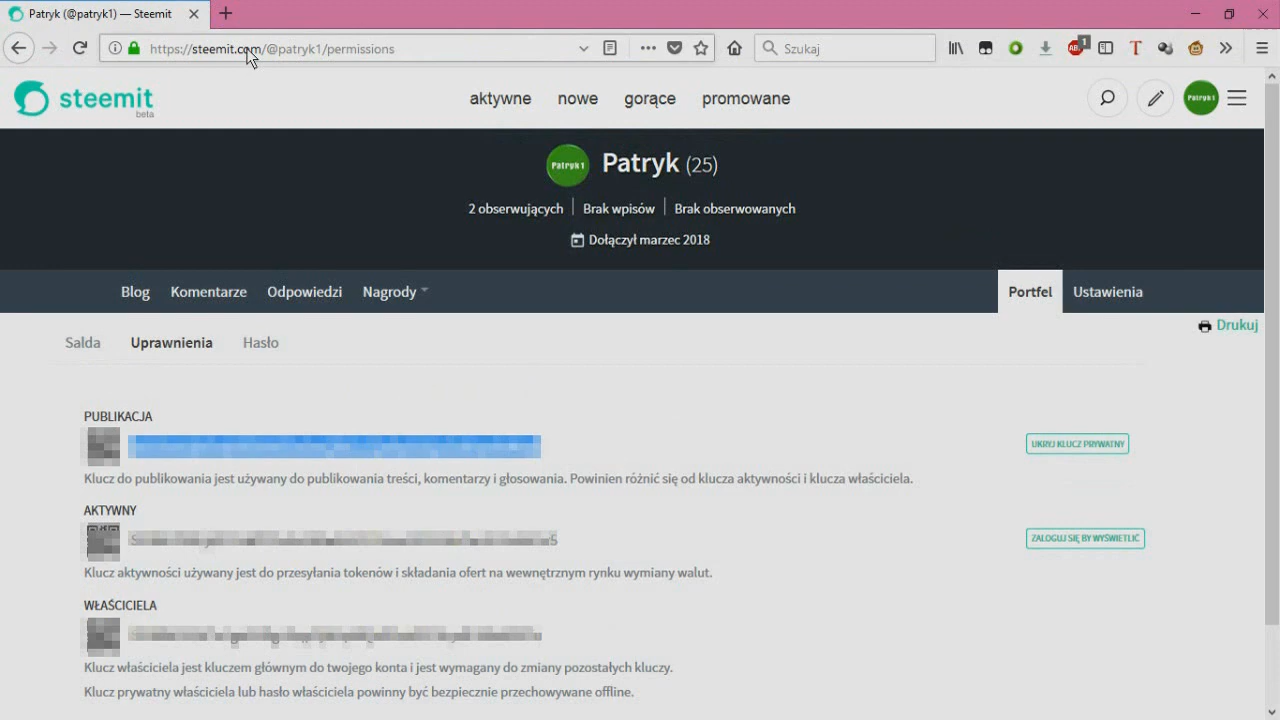 Patryk (@patryk1) — Steemit
https://steemit.com/@patryk1/permissions
Szukaj
ABP 1
steemit
beta
aktywne nowe gorące promowane
Patryk1
Patryk1
Patryk (25)
2 obserwujących Brak wpisów Brak obserwowanych
Dołączył marzec 2018
Blog Komentarze Odpowiedzi Nagrody Portfel Ustawienia
Drukuj
Salda Uprawnienia Hasło
PUBLIKACJA
UKRYJ KLUCZ PRYWATNY
Klucz do publikowania jest używany do publikowania treści, komentarzy i głosowania. Powinien różnić się od klucza aktywności i klucza właściciela.
AKTYWNY
ZALOGUJ SIĘ BY WYŚWIETLIĆ
Klucz aktywności używany jest do przesyłania tokenów i składania ofert na wewnętrznym rynku wymiany walut.
WŁAŚCICIELA
Klucz właściciela jest kluczem głównym do twojego konta i jest wymagany do zmiany pozostałych kluczy.
Klucz prywatny właściciela lub hasło właściciela powinny być bezpiecznie przechowywane offline.